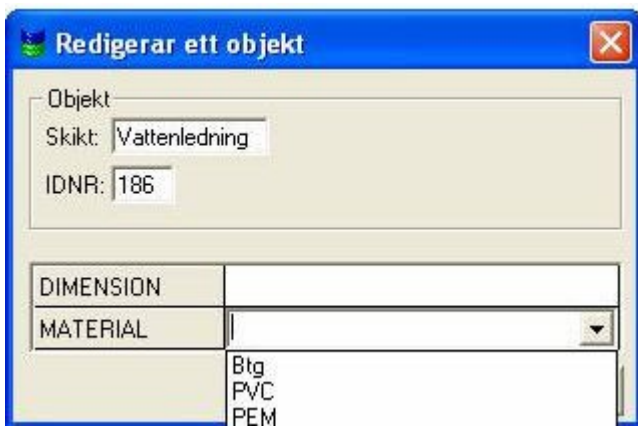 Redigerar ett objekt
Objekt
Skikt: Vattenledning
IDNR: 186
DIMENSION
MATERIAL
Btg
PVC
PEM